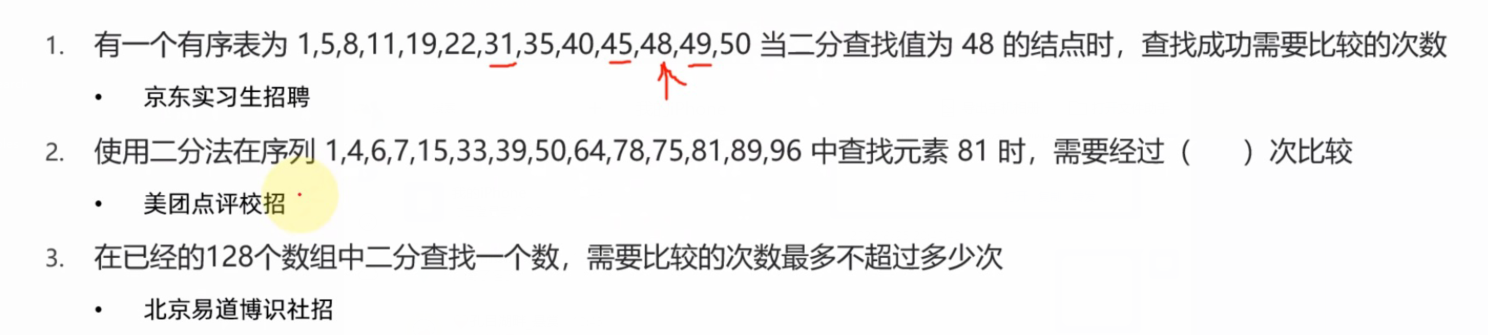 1. 有一个有序表为 1,5,8,11,19,22,31,35,40,45,48,49,50 当二分查找值为 48 的结点时，查找成功需要比较的次数
• 京东实习生招聘
2. 使用二分法在序列 1,4,6,7,15,33,39,50,64,78,75,81,89,96 中查找元素 81 时，需要经过（ ）次比较
• 美团点评校招
3. 在已经的128个数组中二分查找一个数，需要比较的次数最多不超过多少次
• 北京易道博识社招